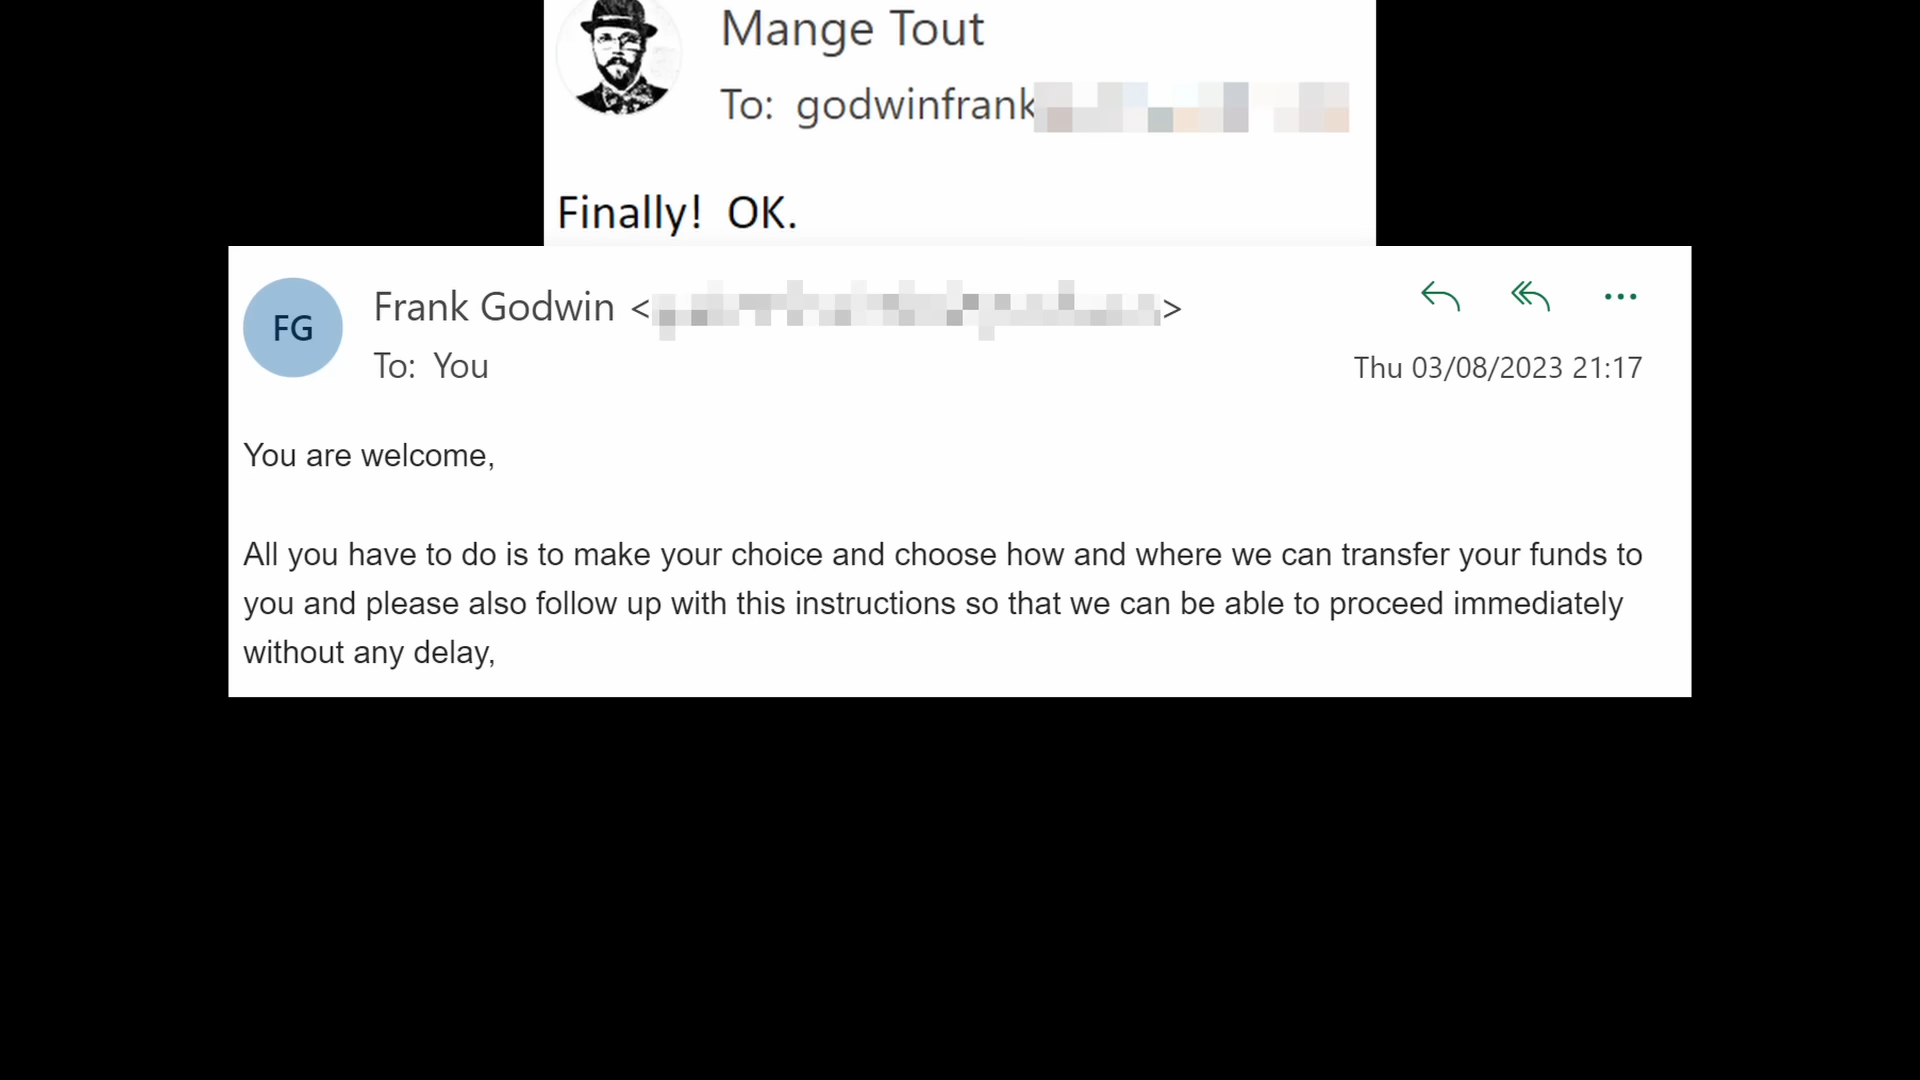 Mange Tout
To: godwinfrank
Finally! OK.
FG
Frank Godwin < >
To: You
Thu 03/08/2023 21:17
You are welcome,
All you have to do is to make your choice and choose how and where we can transfer your funds to
you and please also follow up with this instructions so that we can be able to proceed immediately
without any delay,